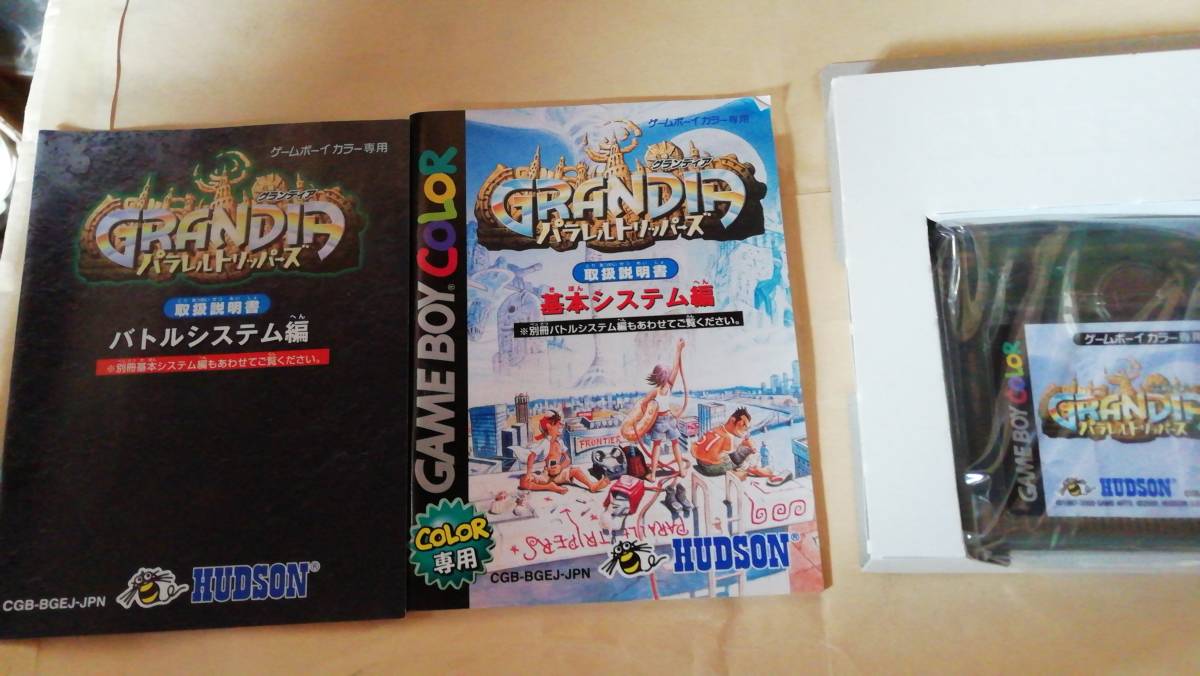 ゲームボーイ カラー専用
グランディア
GRANDIA
パラレルトリッパーズ
取扱説明書
バトルシステム編
へん
※別冊基本システム編もあわせてご覧ください。
CGB-BGEJ-JPN
HUDSON®
GAME BOY® COLOR
COLOR
専用
ゲームボーイ カラー専用
グランディア
GRANDIA
パラレルトリッパーズ
取扱説明書
基本システム編
※別冊バトルシステム編もあわせてご覧ください。
FRONTIER
PARALLEL TRIPPERS
CGB-BGEJ-JPN
HUDSON®
GAME BOY COLOR
ゲームボーイ カラー専用
GRANDIA
パラレルトリッパーズ
HUDSON